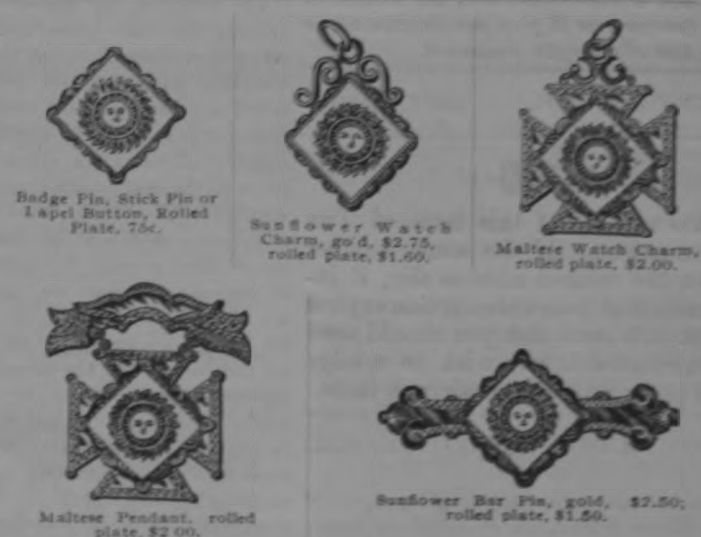 Badge Pin, Stick Pin or
Lapel Button, Rolled
Plate, 75c.
Sunflower Watch
Charm, gold, $2.75,
rolled plate, $1.60.
Maltese Watch Charm,
rolled plate, $2.00.
Maltese Pendant, rolled
plate, $2.00.
Sunflower Bar Pin, gold, $2.50;
rolled plate, $1.50.